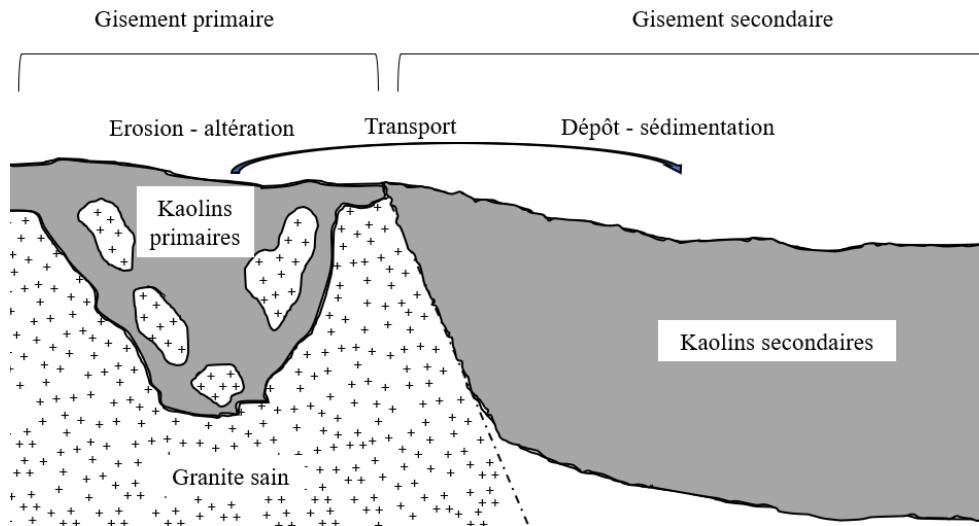 Gisement primaire
Gisement secondaire
Erosion - altération
Transport
Dépôt - sédimentation
Kaolins
primaires
Kaolins secondaires
Granite sain